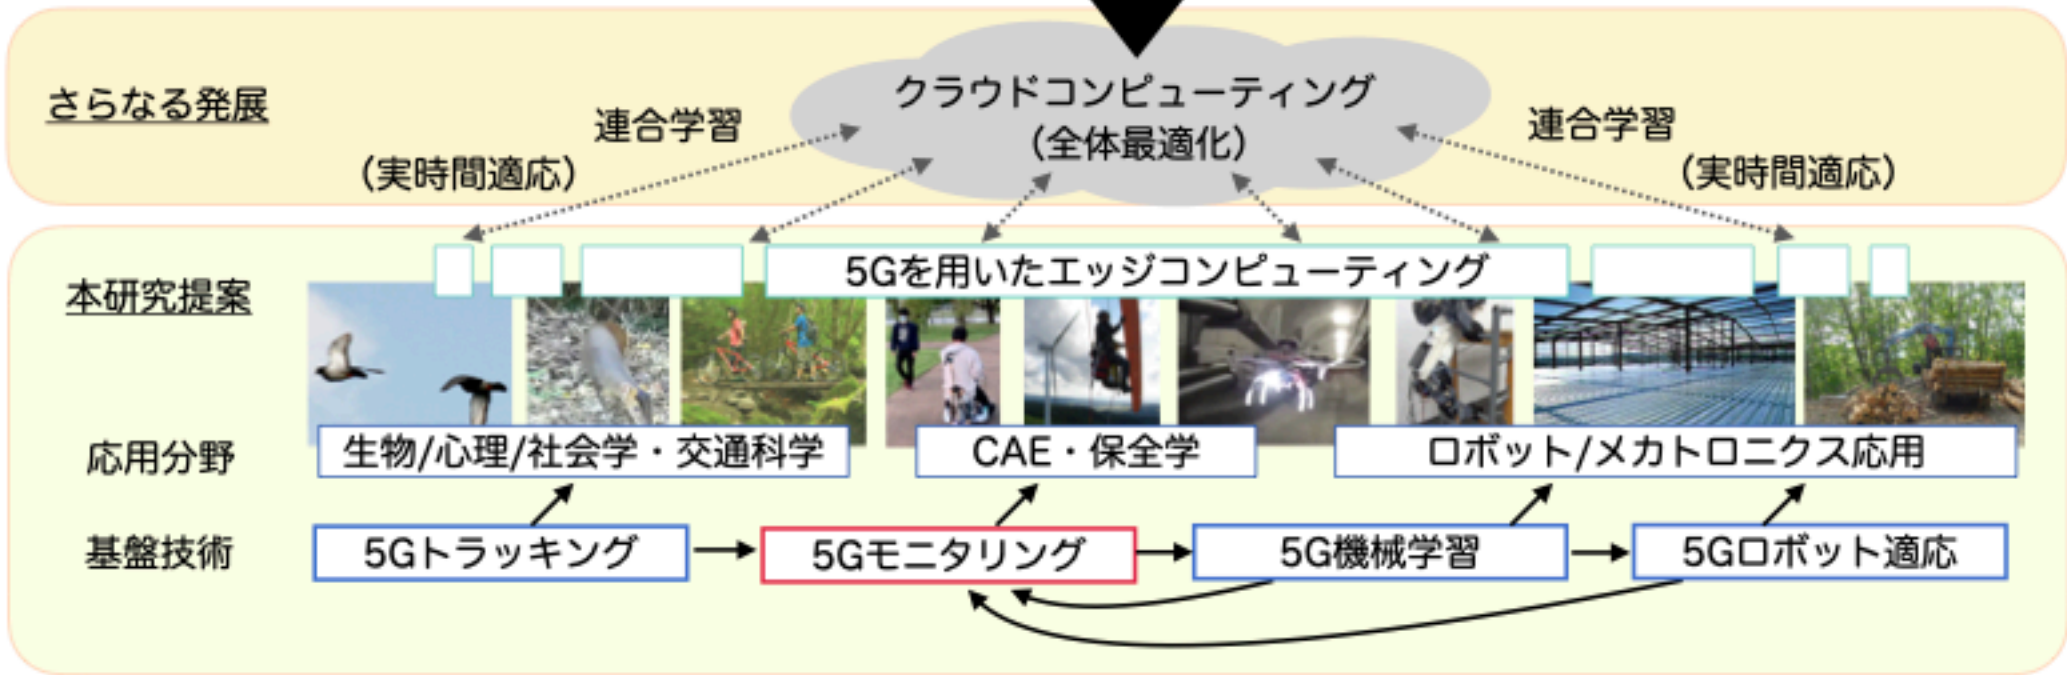 さらなる発展
連合学習
（実時間適応）
クラウドコンピューティング
（全体最適化）
連合学習
（実時間適応）
本研究提案
5Gを用いたエッジコンピューティング
応用分野
生物/心理/社会学・交通科学
CAE・保全学
ロボット/メカトロニクス応用
基盤技術
5Gトラッキング
5Gモニタリング
5G機械学習
5Gロボット適応